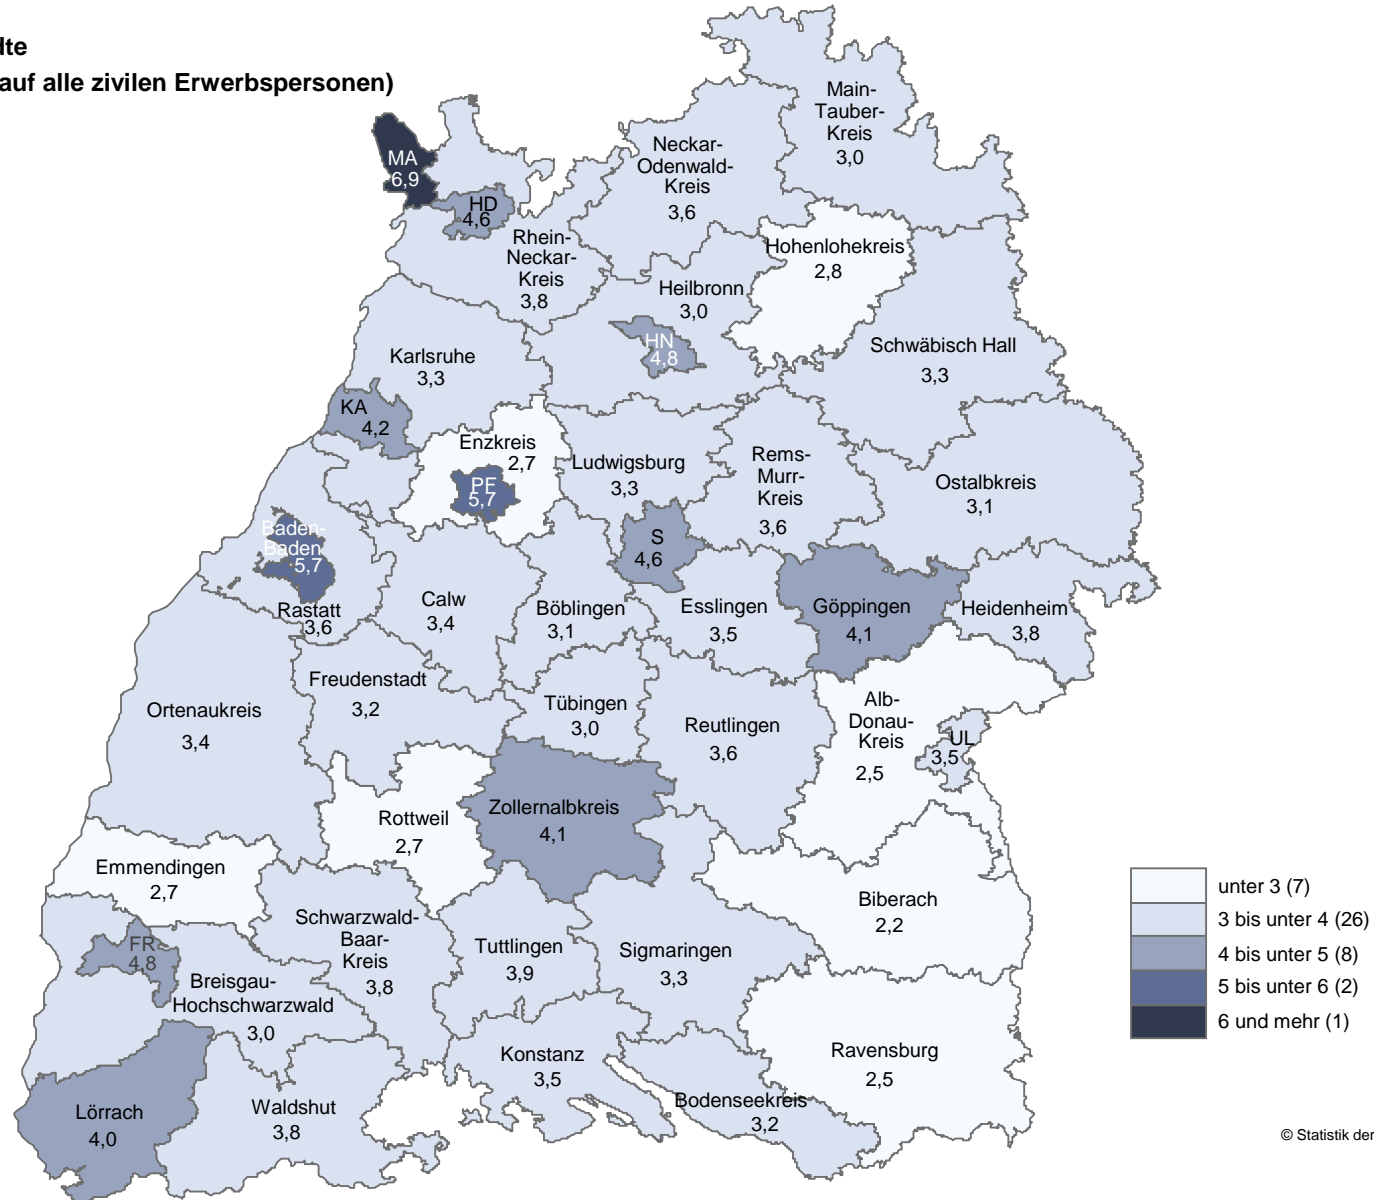 dte
auf alle zivilen Erwerbspersonen)
Main-
Tauber-
Kreis
3,0
MA
6,9
Neckar-
Odenwald-
Kreis
3,6
HD
4,6
Rhein-
Neckar-
Kreis
3,8
Hohenlohekreis
2,8
Heilbronn
3,0
HN
4,8
Schwäbisch Hall
3,3
Karlsruhe
3,3
KA
4,2
Enzkreis
2,7
PF
5,7
Ludwigsburg
3,3
Rems-
Murr-
Kreis
3,6
Ostalbkreis
3,1
Baden-
Baden
5,7
S
4,6
Rastatt
3,6
Calw
3,4
Böblingen
3,1
Esslingen
3,5
Göppingen
4,1
Heidenheim
3,8
Ortenaukreis
3,4
Freudenstadt
3,2
Tübingen
3,0
Reutlingen
3,6
Alb-
Donau-
Kreis
2,5
UL
3,5
Rottweil
2,7
Zollernalbkreis
4,1
Emmendingen
2,7
Biberach
2,2
FR
4,8
Schwarzwald-
Baar-
Kreis
3,8
Tuttlingen
3,9
Sigmaringen
3,3
Breisgau-
Hochschwarzwald
3,0
Konstanz
3,5
Ravensburg
2,5
Lörrach
4,0
Waldshut
3,8
Bodenseekreis
3,2
unter 3 (7)
3 bis unter 4 (26)
4 bis unter 5 (8)
5 bis unter 6 (2)
6 und mehr (1)
© Statistik der